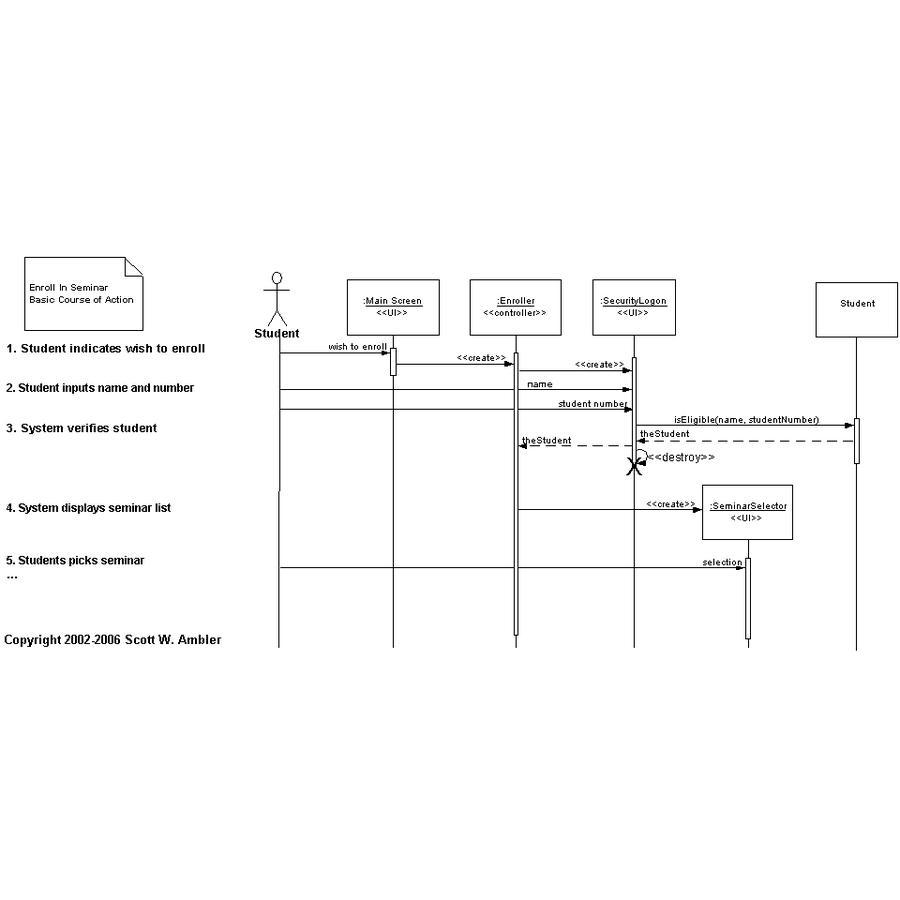 Enroll In Seminar
Basic Course of Action
:Main Screen
<<UI>>
:Enroller
<<controller>>
:SecurityLogon
<<UI>>
Student
Student
1. Student indicates wish to enroll
wish to enroll
<<create>>
<<create>>
2. Student inputs name and number
name
student number
3. System verifies student
isEligible(name, studentNumber)
theStudent
theStudent
<<destroy>>
4. System displays seminar list
<<create>>
:SeminarSelector
<<UI>>
5. Students picks seminar
...
selection
Copyright 2002-2006 Scott W. Ambler